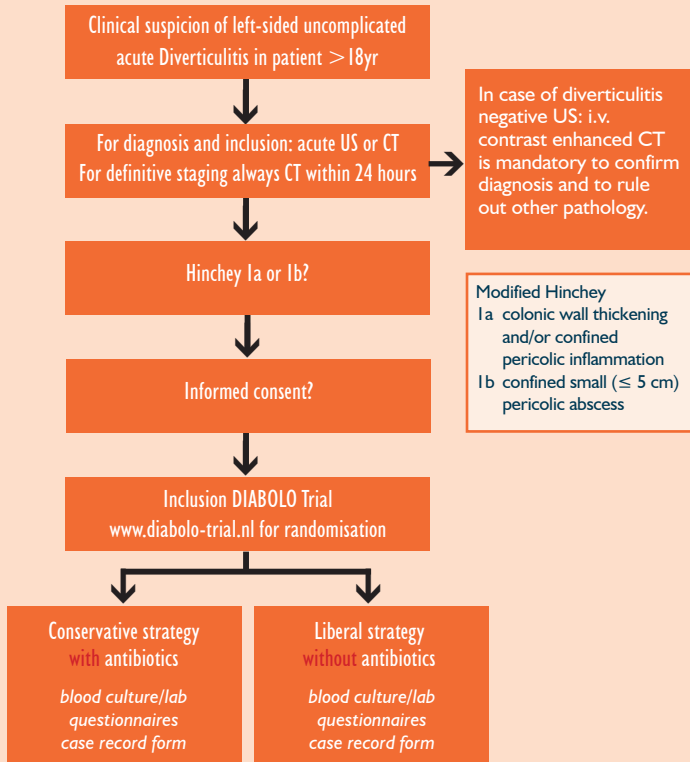 Clinical suspicion of left-sided uncomplicated
acute Diverticulitis in patient >18yr
For diagnosis and inclusion: acute US or CT
For definitive staging always CT within 24 hours
In case of diverticulitis
negative US: i.v.
contrast enhanced CT
is mandatory to confirm
diagnosis and to rule
out other pathology.
Hinchey 1a or 1b?
Modified Hinchey
1a colonic wall thickening
and/or confined
pericolic inflammation
1b confined small (≤ 5 cm)
pericolic abscess
Informed consent?
Inclusion DIABOLO Trial
www.diabolo-trial.nl for randomisation
Conservative strategy
with antibiotics
blood culture/lab
questionnaires
case record form
Liberal strategy
without antibiotics
blood culture/lab
questionnaires
case record form